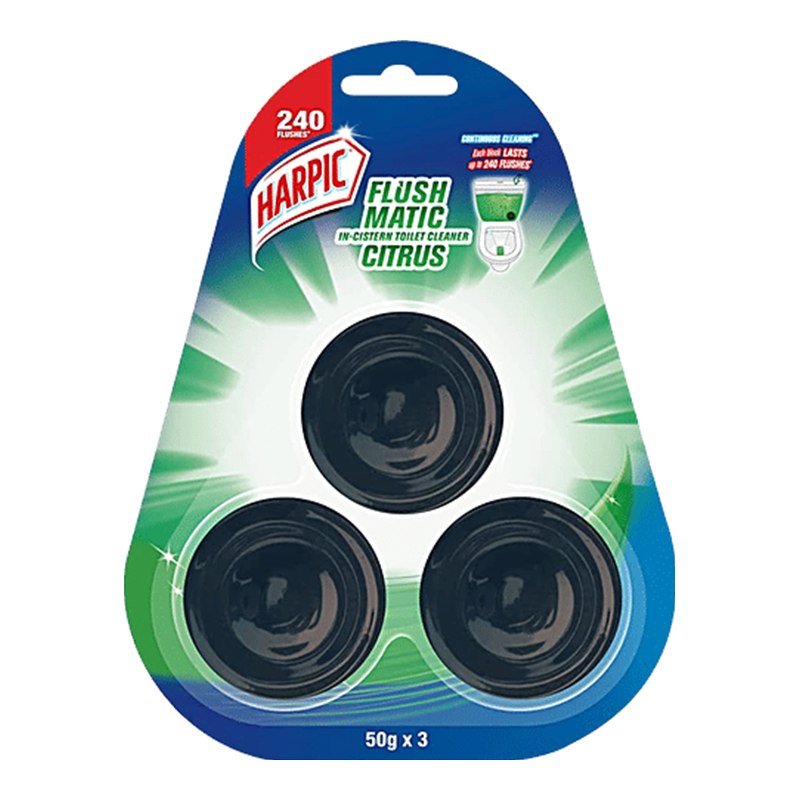 240
FLUSHES*
HARPIC
FLUSH
MATIC
IN-CISTERN TOILET CLEANER
CITRUS
CONTINUOUS CLEANING
Each block LASTS
up to 240 FLUSHES*
50g x 3